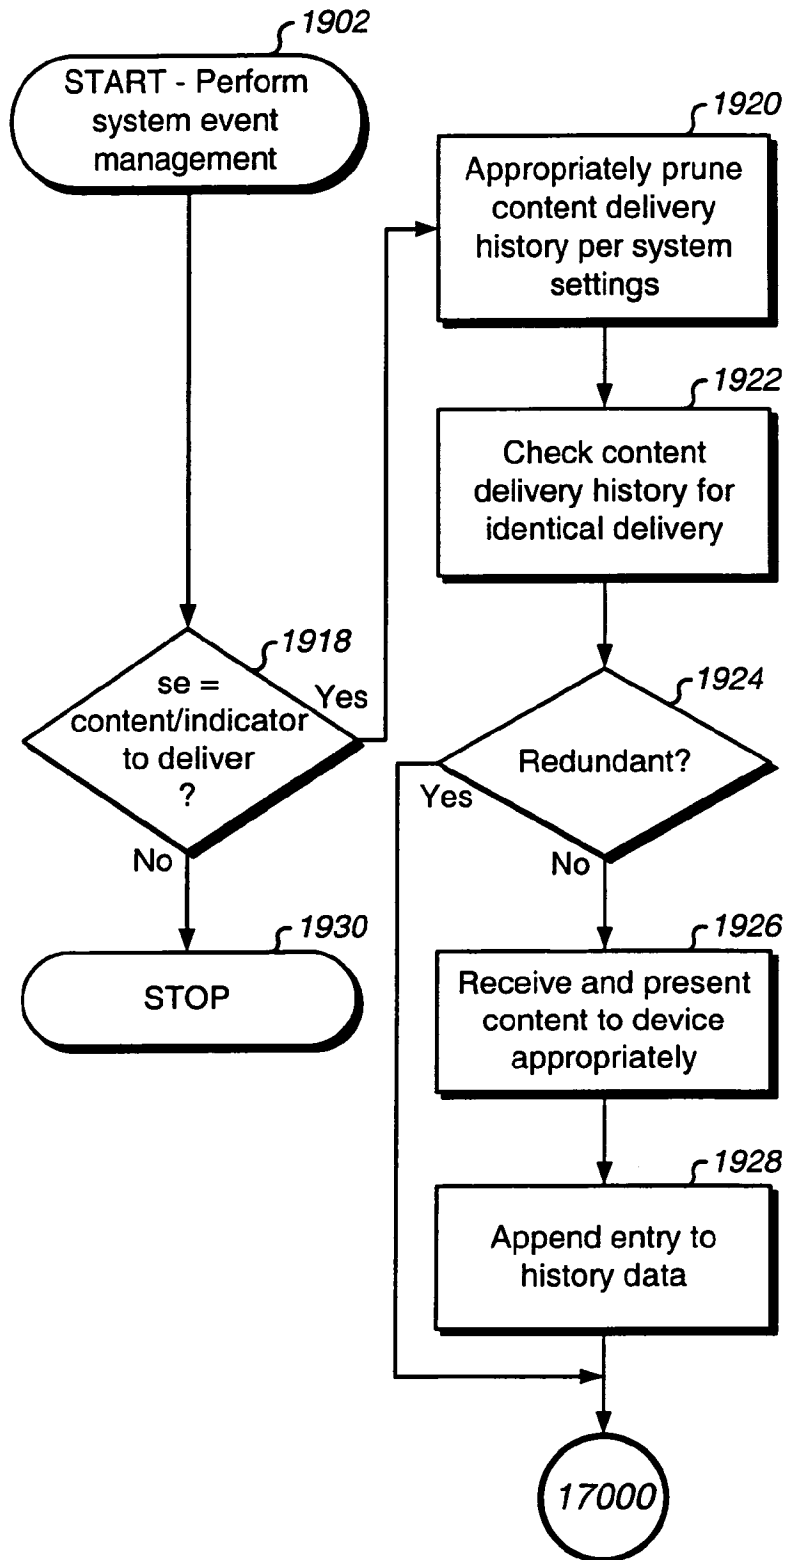 1902
START - Perform
system event
management
1918
se =
content/indicator
to deliver
?
Yes
No
1930
STOP
1920
Appropriately prune
content delivery
history per system
settings
1922
Check content
delivery history for
identical delivery
1924
Redundant?
Yes
No
1926
Receive and present
content to device
appropriately
1928
Append entry to
history data
17000